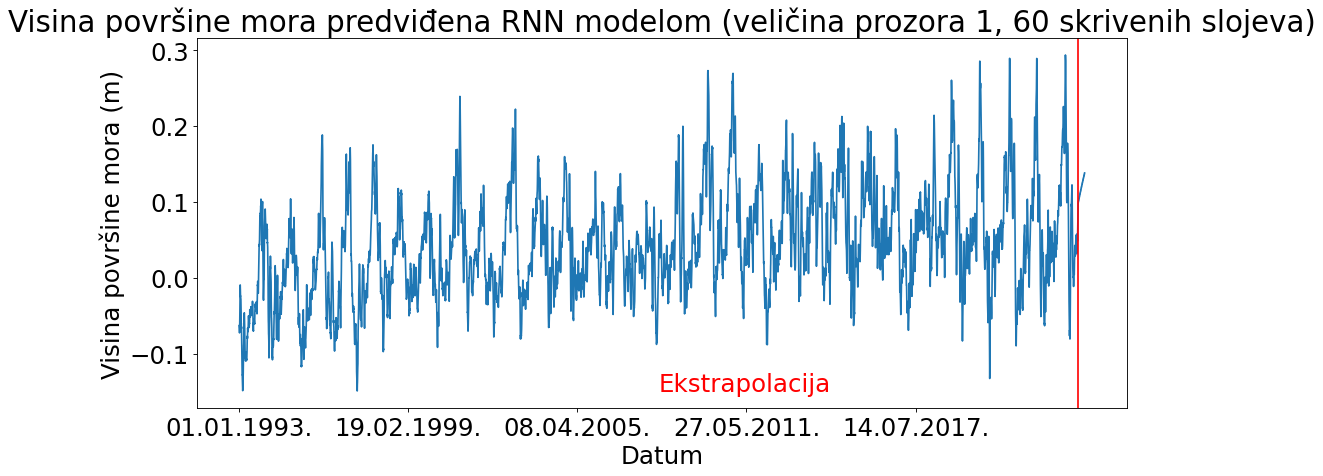 Visina površine mora predviđena RNN modelom (veličina prozora 1, 60 skrivenih slojeva)
Visina površine mora (m)
0.3
0.2
0.1
0.0
−0.1
Ekstrapolacija
01.01.1993. 19.02.1999. 08.04.2005. 27.05.2011. 14.07.2017.
Datum